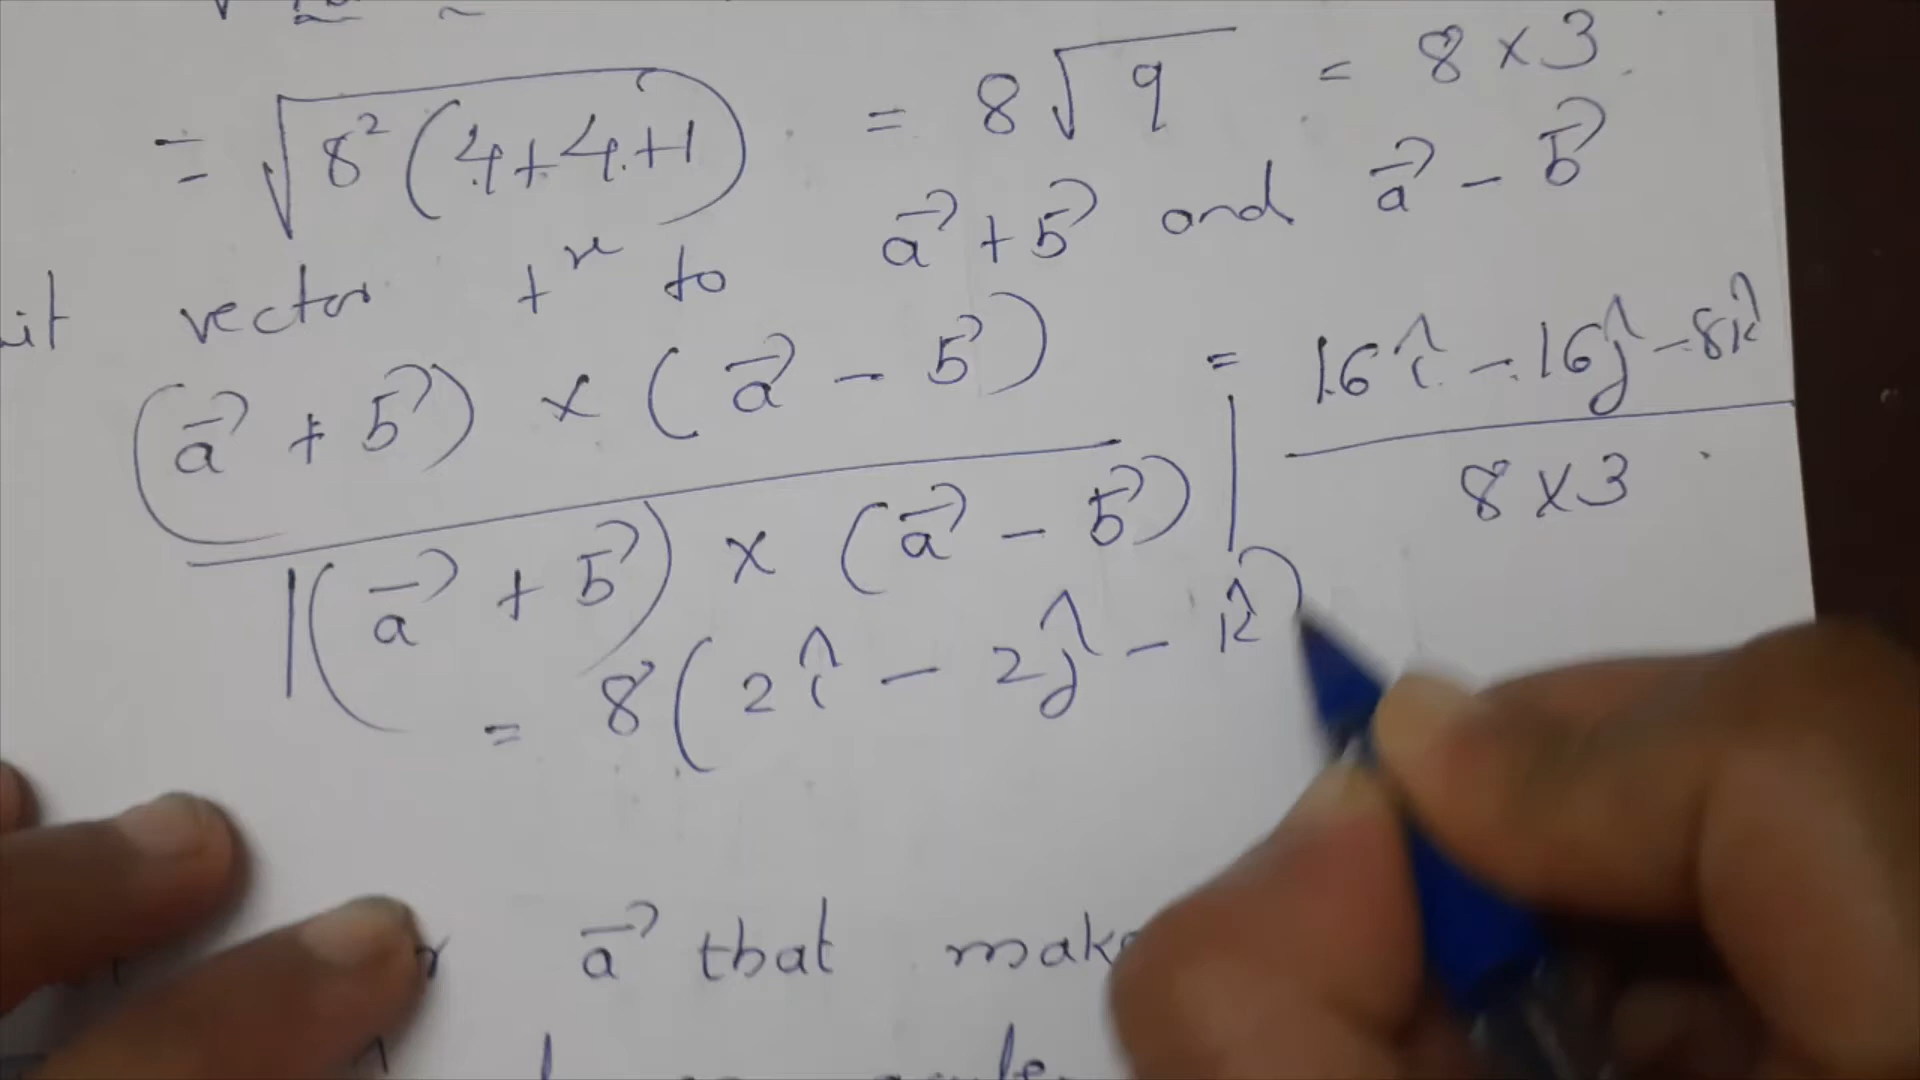 = √8²(4+4+1) = 8√9 = 8 × 3
vector to a⃗ + b⃗ and a⃗ - b⃗
(a⃗ + b⃗) × (a⃗ - b⃗) = 16î - 16ĵ - 8k̂
|(a⃗ + b⃗) × (a⃗ - b⃗)| 8 × 3
= 8(2î - 2ĵ - k̂)
a⃗ that